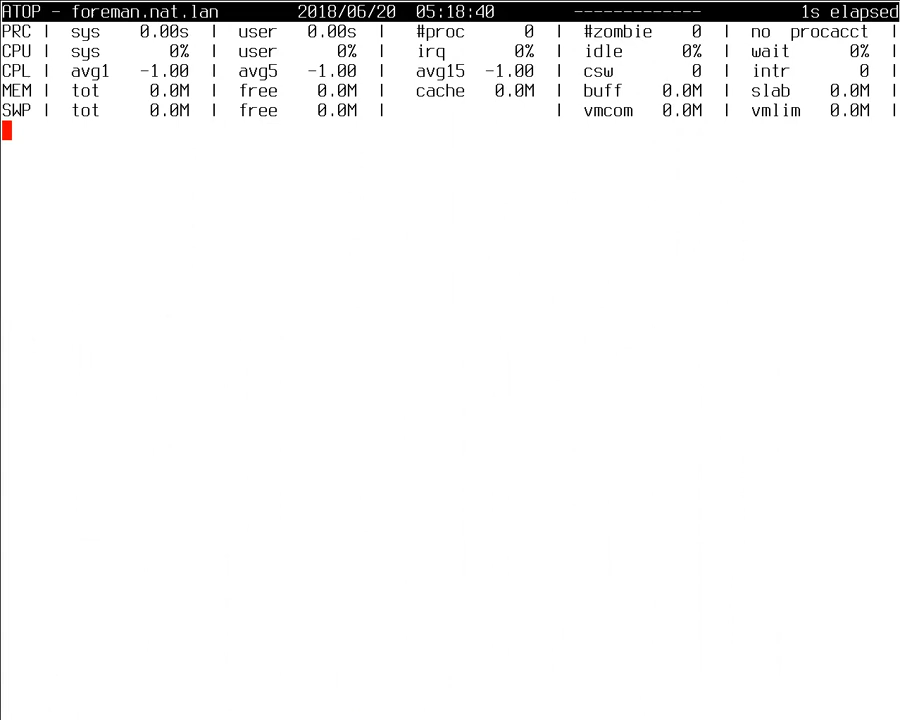 ATOP - foreman.nat.lan 2018/06/20 05:18:40 ------------- 1s elapsed
PRC | sys 0.00s | user 0.00s | #proc 0 | #zombie 0 | no procacct |
CPU | sys 0% | user 0% | irq 0% | idle 0% | wait 0% |
CPL | avg1 -1.00 | avg5 -1.00 | avg15 -1.00 | csw 0 | intr 0 |
MEM | tot 0.0M | free 0.0M | cache 0.0M | buff 0.0M | slab 0.0M |
SWP | tot 0.0M | free 0.0M | | vmcom 0.0M | vmlim 0.0M |